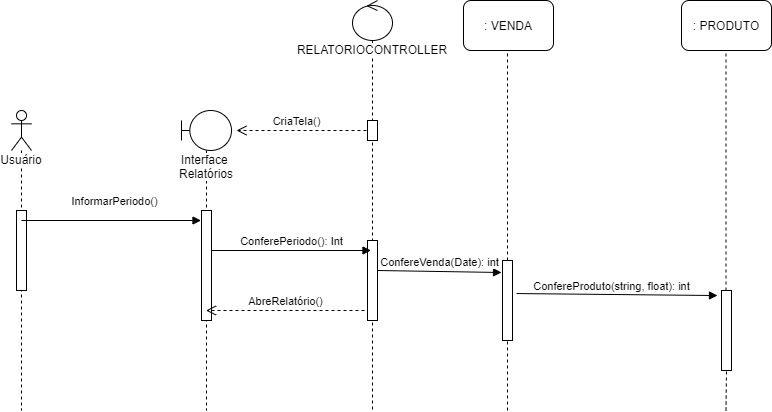 : VENDA
: PRODUTO
RELATORIOCONTROLLER
CriaTela()
Usuário
Interface
Relatórios
InformarPeriodo()
ConferePeriodo(): Int
ConfereVenda(Date): int
ConfereProduto(string, float): int
AbreRelatório()